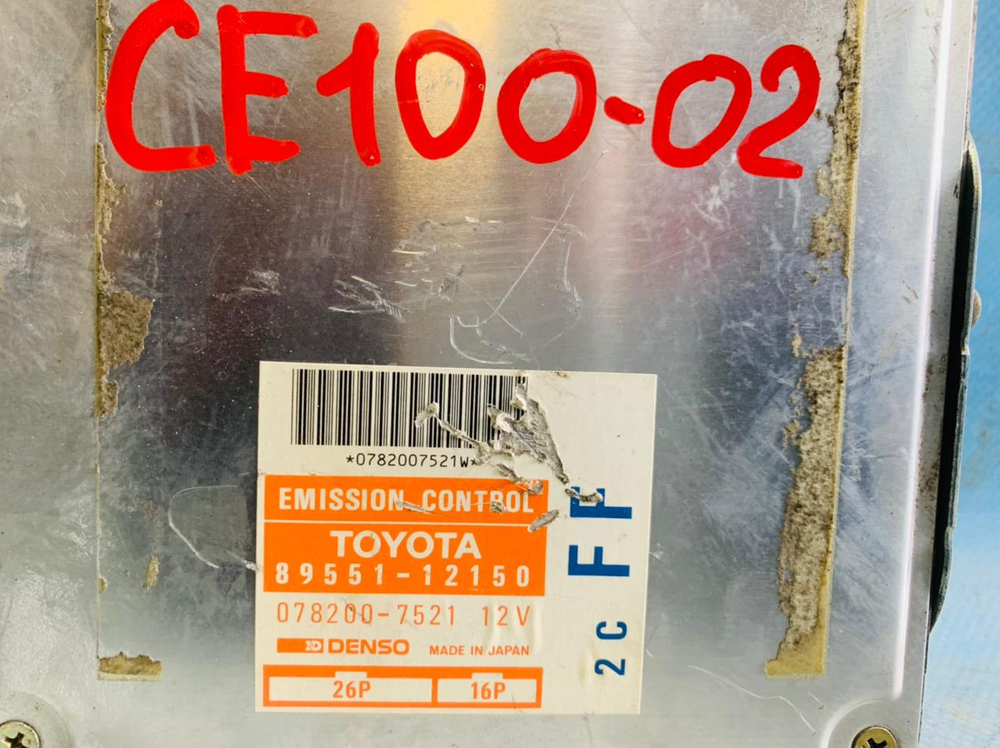 CE100-02
*0782007521W*
EMISSION CONTROL
TOYOTA
89551-12150
078200-7521 12V
DENSO MADE IN JAPAN
26P 16P
2C FF